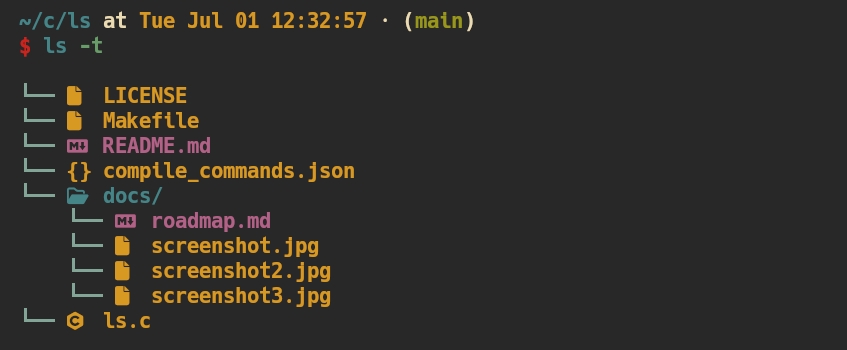 ~/c/ls at Tue Jul 01 12:32:57 · (main)
$ ls -t
└── LICENSE
└── Makefile
└── README.md
└── {} compile_commands.json
└── docs/
    └── roadmap.md
    └── screenshot.jpg
    └── screenshot2.jpg
    └── screenshot3.jpg
└── ls.c